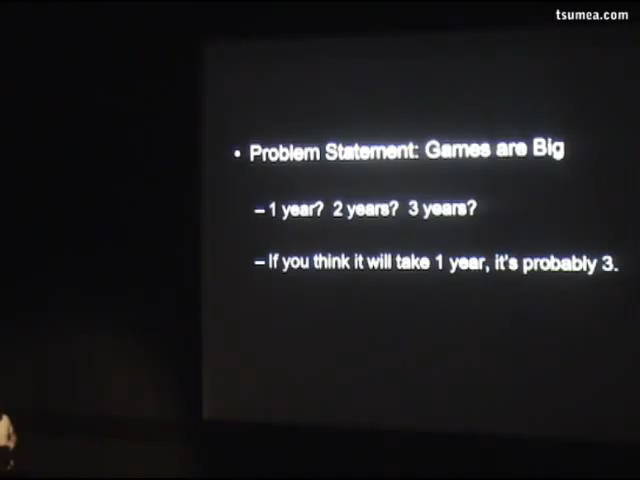 tsumea.com
• Problem Statement: Games are Big
– 1 year? 2 years? 3 years?
– If you think it will take 1 year, it's probably 3.